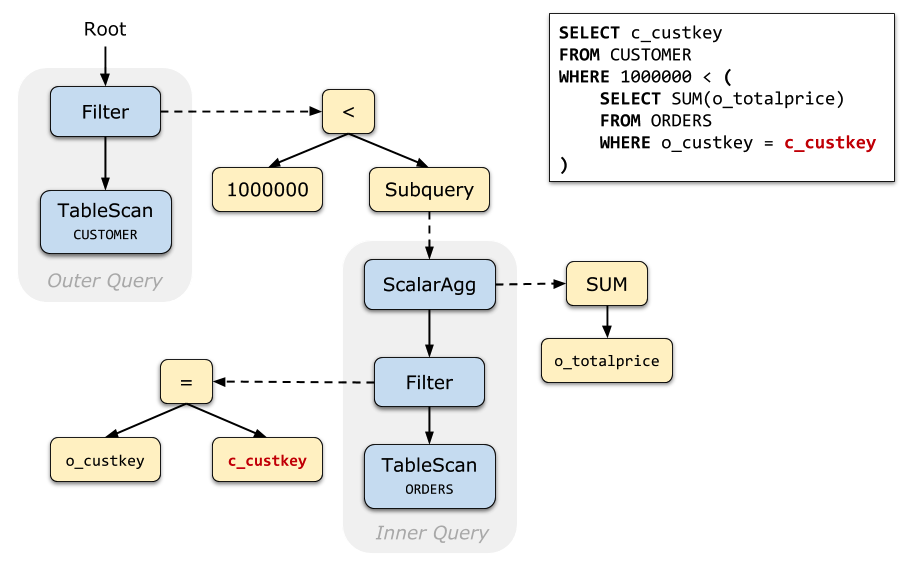 Root
SELECT c_custkey
FROM CUSTOMER
WHERE 1000000 < (
SELECT SUM(o_totalprice)
FROM ORDERS
WHERE o_custkey = c_custkey
)
Filter
<
1000000
Subquery
TableScan
CUSTOMER
Outer Query
ScalarAgg
SUM
o_totalprice
Filter
=
o_custkey
c_custkey
TableScan
ORDERS
Inner Query